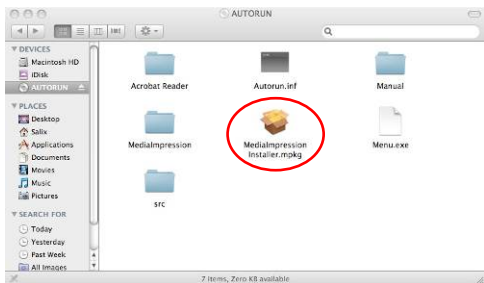 AUTORUN
DEVICES
Macintosh HD
iDisk
AUTORUN
PLACES
Desktop
Salix
Applications
Documents
Movies
Music
Pictures
SEARCH FOR
Today
Yesterday
Past Week
All Images
Acrobat Reader
Autorun.inf
Manual
MediaImpression
MediaImpression
Installer.mpkg
Menu.exe
src
7 items, Zero KB available